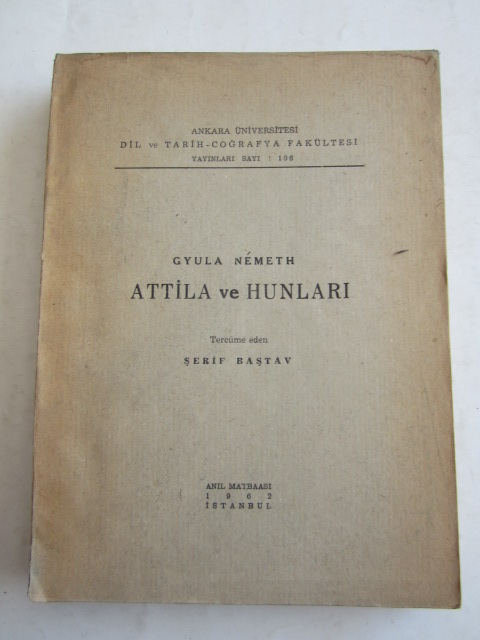 ANKARA ÜNİVERSİTESİ
DİL ve TARİH-COĞRAFYA FAKÜLTESİ
YAYINLARI SAYI : 106
GYULA NÉMETH
ATTİLA ve HUNLARI
Tercüme eden
ŞERİF BAŞTAV
ANIL MATBAASI
1 9 6 2
İSTANBUL